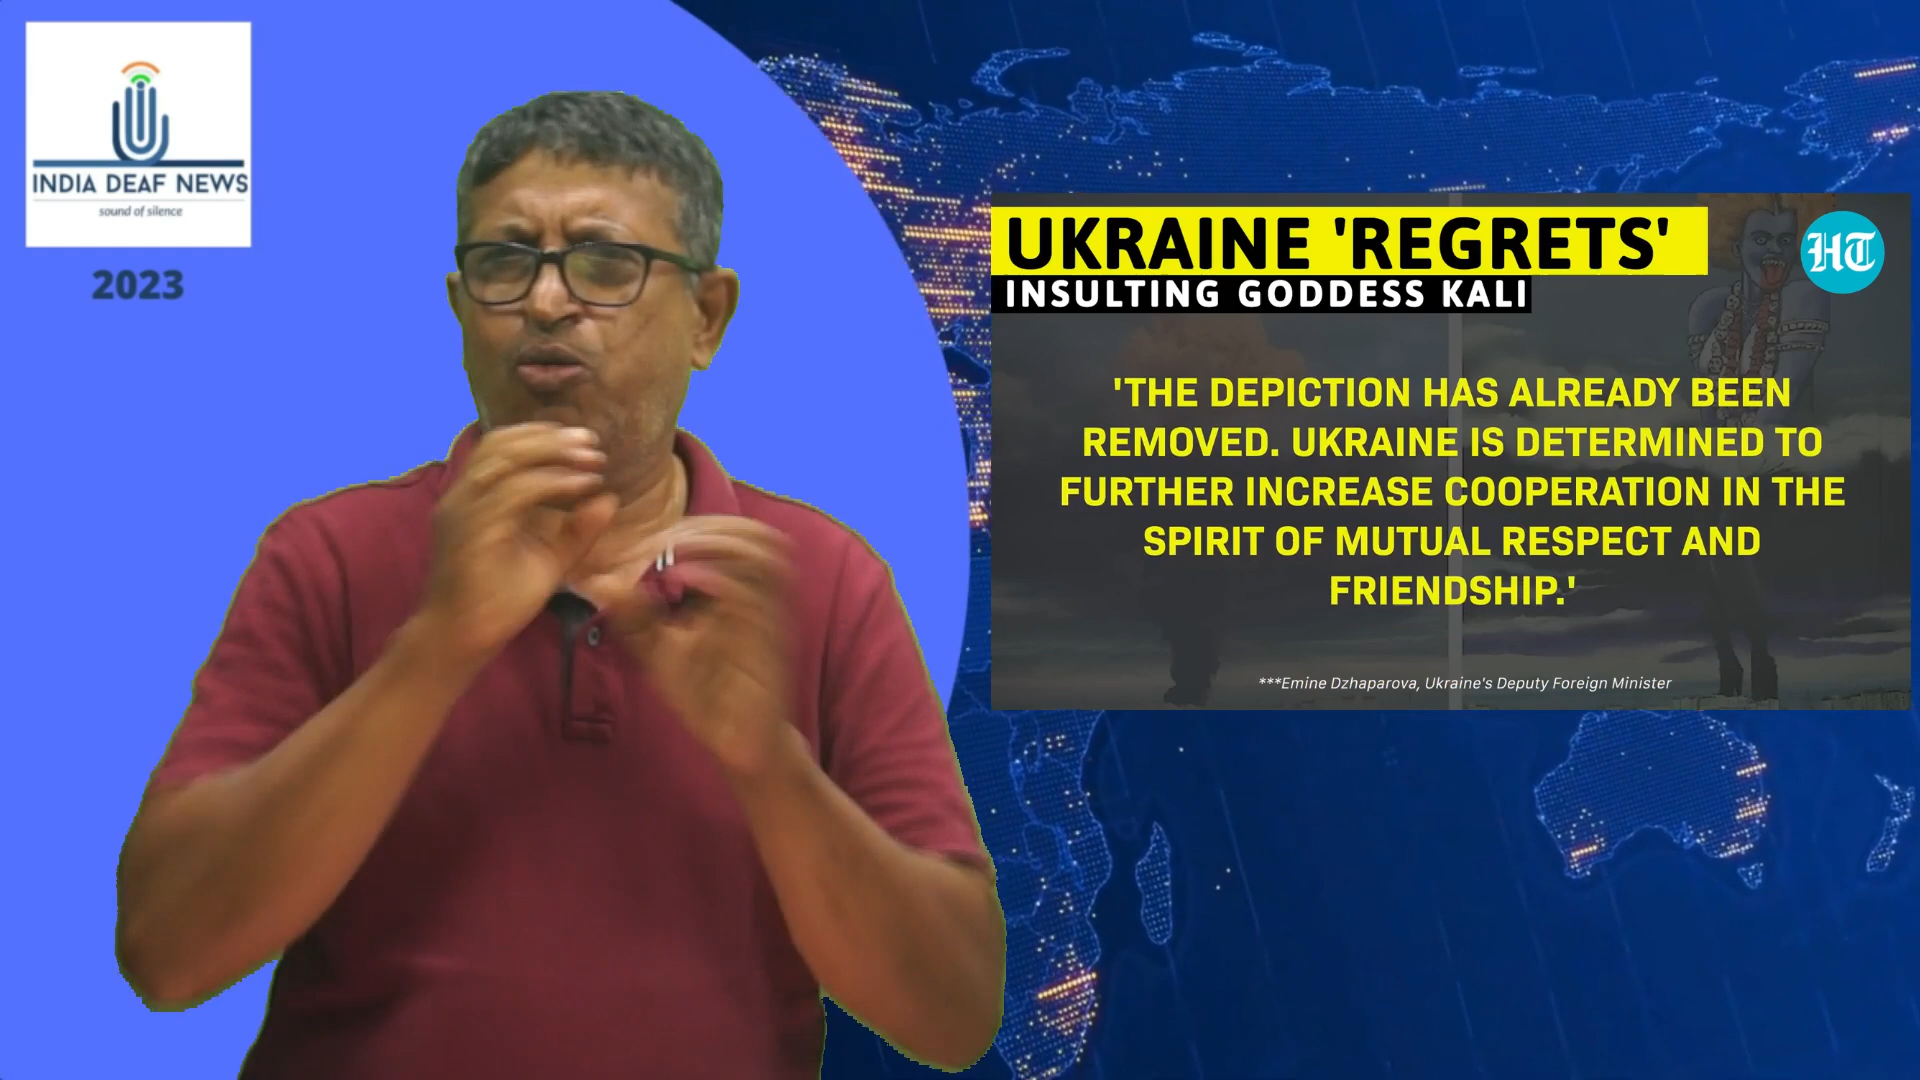 INDIA DEAF NEWS
sound of silence
2023
UKRAINE 'REGRETS'
INSULTING GODDESS KALI
HT
'THE DEPICTION HAS ALREADY BEEN
REMOVED. UKRAINE IS DETERMINED TO
FURTHER INCREASE COOPERATION IN THE
SPIRIT OF MUTUAL RESPECT AND
FRIENDSHIP.'
***Emine Dzhaparova, Ukraine's Deputy Foreign Minister